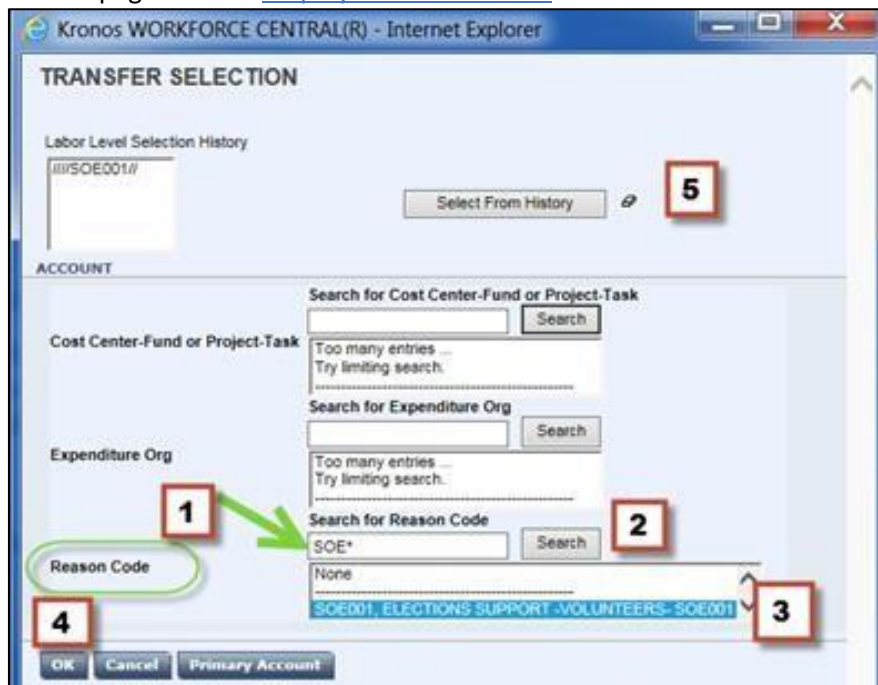 Kronos WORKFORCE CENTRAL(R) - Internet Explorer
TRANSFER SELECTION
Labor Level Selection History
////SOE001//
Select From History
5
ACCOUNT
Search for Cost Center-Fund or Project-Task
Search
Cost Center-Fund or Project-Task
Too many entries ...
Try limiting search.
Search for Expenditure Org
Search
Expenditure Org
Too many entries ...
Try limiting search.
1
Search for Reason Code
SOE*
Search
2
Reason Code
None
SOE001, ELECTIONS SUPPORT -VOLUNTEERS- SOE001
3
4
OK Cancel Primary Account